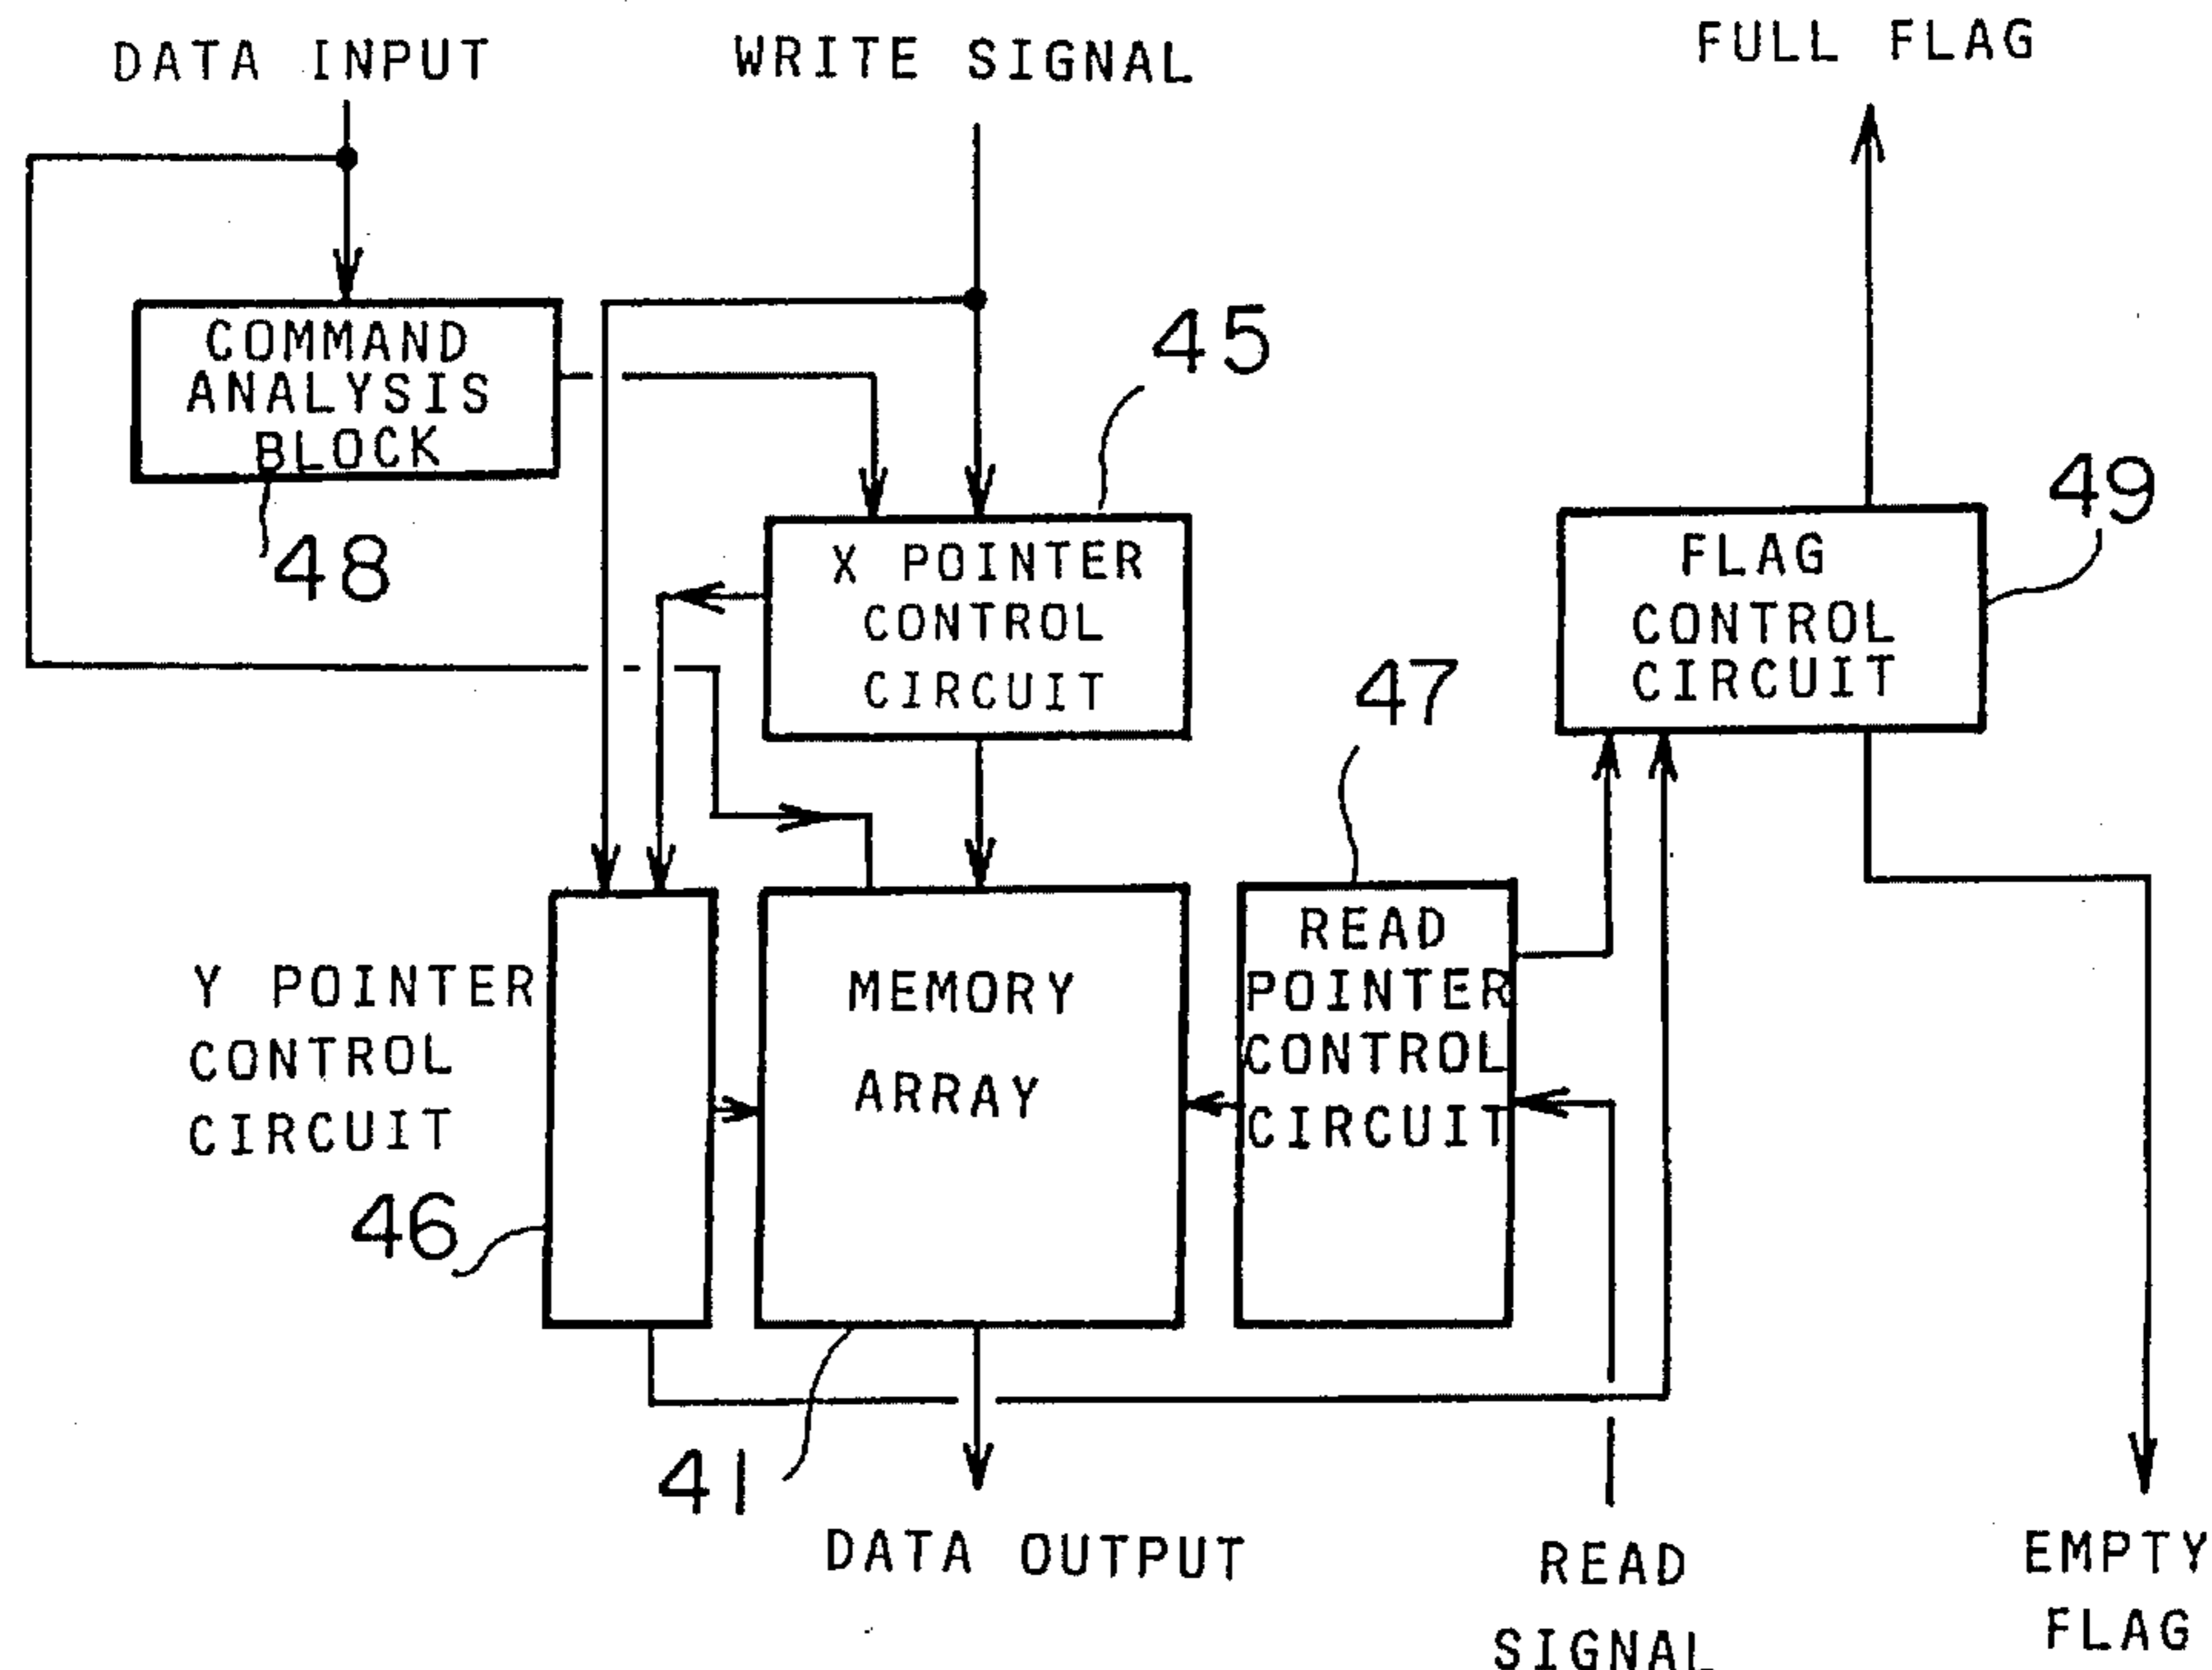 DATA INPUT
WRITE SIGNAL
FULL FLAG
COMMAND
ANALYSIS
BLOCK
48
45
X POINTER
CONTROL
CIRCUIT
49
FLAG
CONTROL
CIRCUIT
47
Y POINTER
CONTROL
CIRCUIT
46
MEMORY
ARRAY
READ
POINTER
CONTROL
CIRCUIT
41
DATA OUTPUT
READ
SIGNAL
EMPTY
FLAG